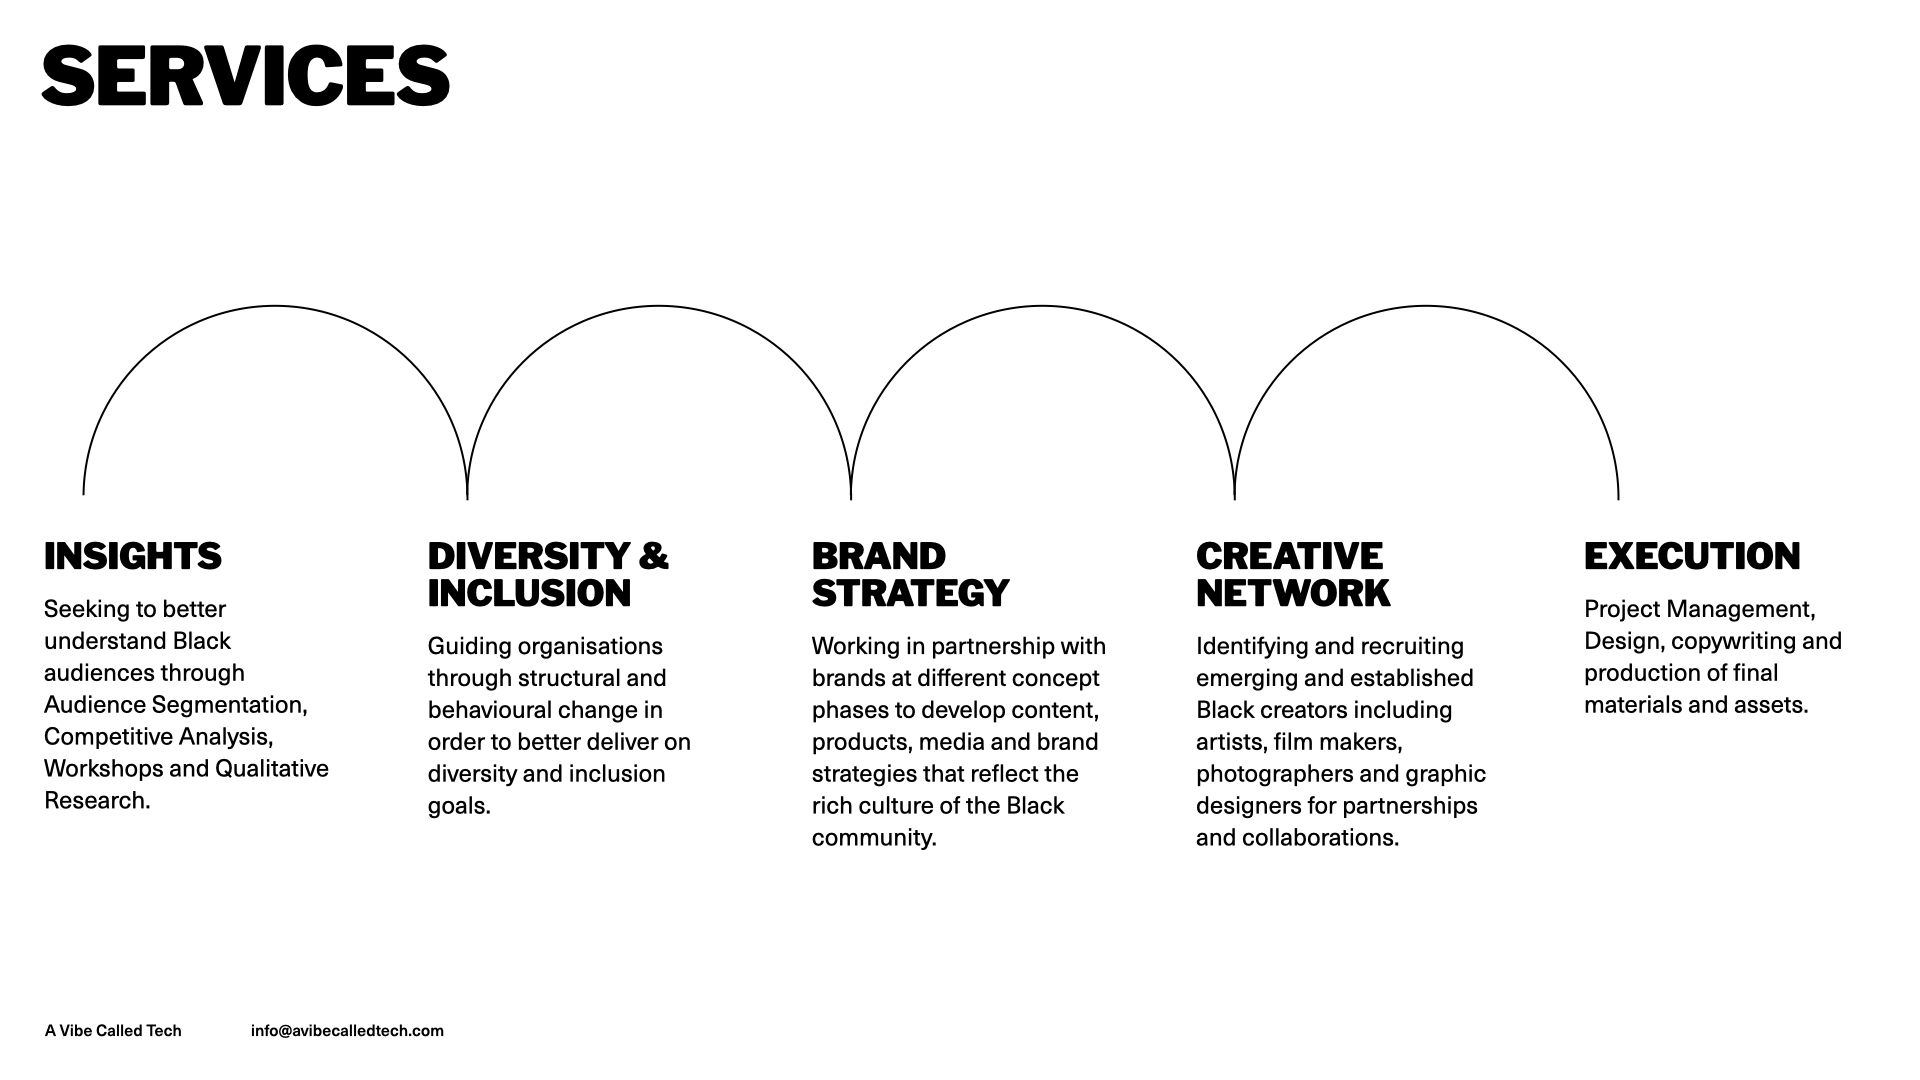 SERVICES
INSIGHTS
Seeking to better
understand Black
audiences through
Audience Segmentation,
Competitive Analysis,
Workshops and Qualitative
Research.
DIVERSITY &
INCLUSION
Guiding organisations
through structural and
behavioural change in
order to better deliver on
diversity and inclusion
goals.
BRAND
STRATEGY
Working in partnership with
brands at different concept
phases to develop content,
products, media and brand
strategies that reflect the
rich culture of the Black
community.
CREATIVE
NETWORK
Identifying and recruiting
emerging and established
Black creators including
artists, film makers,
photographers and graphic
designers for partnerships
and collaborations.
EXECUTION
Project Management,
Design, copywriting and
production of final
materials and assets.
A Vibe Called Tech
info@avibecalledtech.com